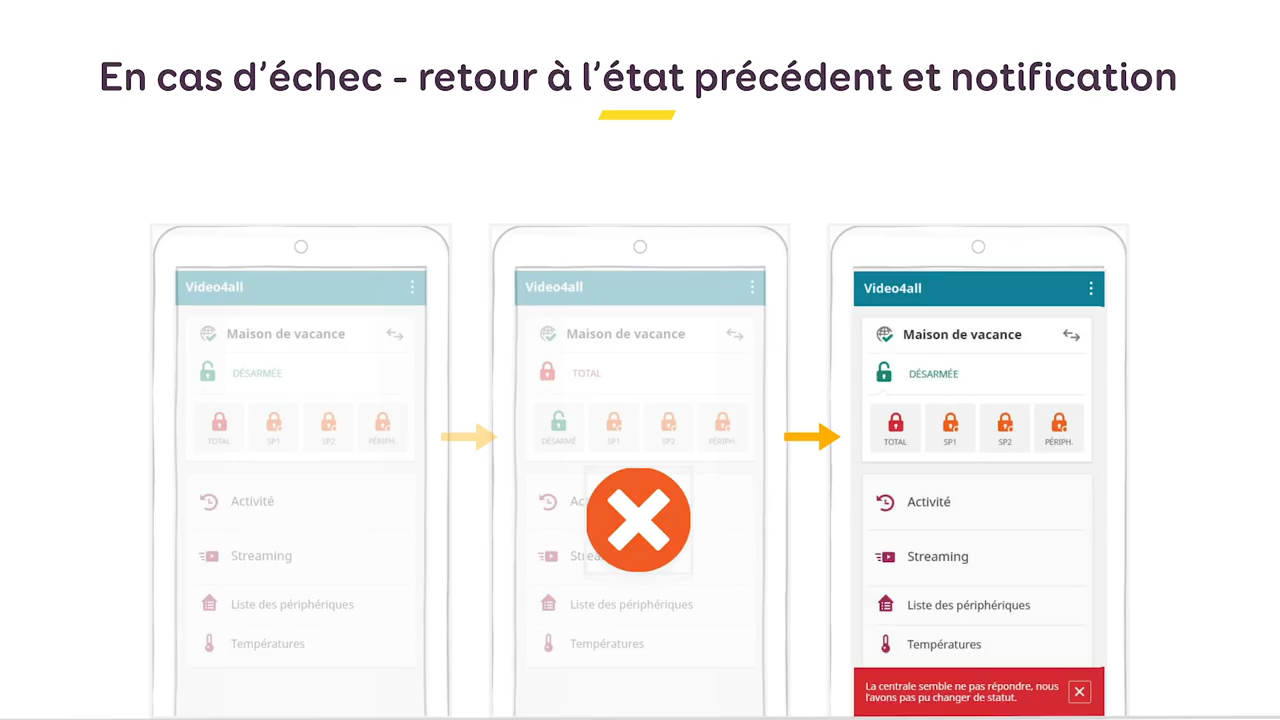 En cas d'échec - retour à l'état précédent et notification
Video4all
Maison de vacance
DÉSARMÉE
TOTAL
SP1
SP2
PÉRIPH.
Activité
Streaming
Liste des périphériques
Températures
Video4all
Maison de vacance
TOTAL
DÉSARMÉ
SP1
SP2
PÉRIPH.
Ac
Strea
Liste des périphériques
Températures
Video4all
Maison de vacance
DÉSARMÉE
TOTAL
SP1
SP2
PÉRIPH.
Activité
Streaming
Liste des périphériques
Températures
La centrale semble ne pas répondre, nous
l'avons pas pu changer de statut.